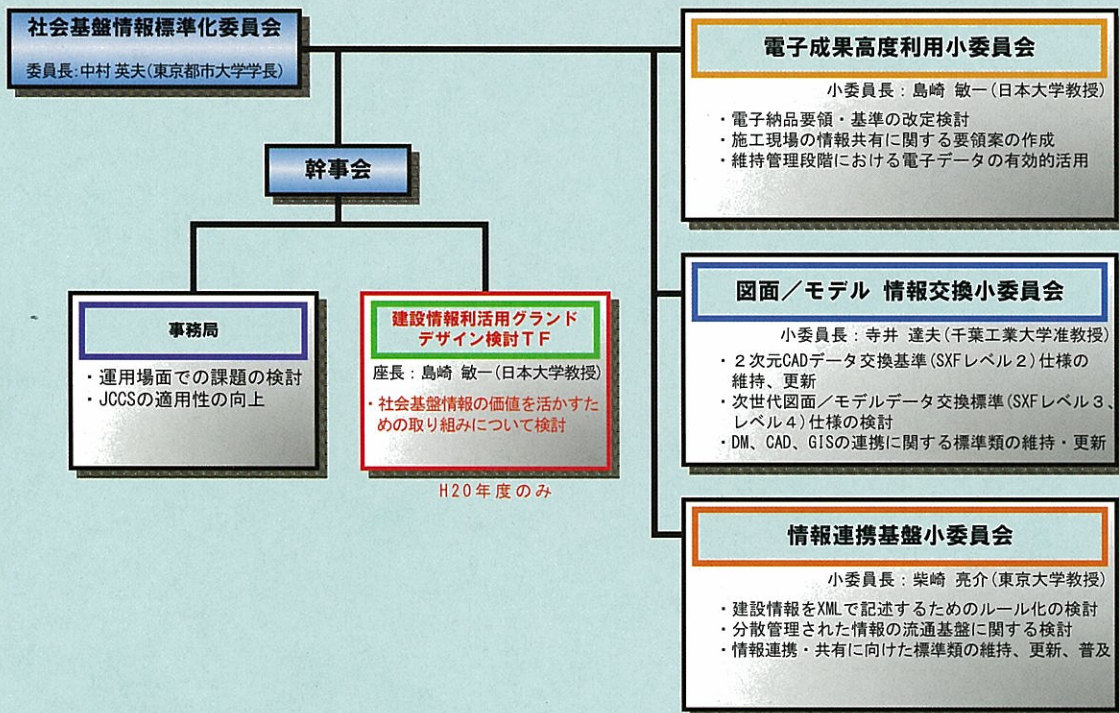 社会基盤情報標準化委員会
委員長:中村 英夫(東京都市大学学長)
幹事会
事務局
・運用場面での課題の検討
・JCCSの適用性の向上
建設情報利活用グランド
デザイン検討TF
座長：島崎 敏一(日本大学教授)
・社会基盤情報の価値を活かすた
めの取り組みについて検討
H20年度のみ
電子成果高度利用小委員会
小委員長：島崎 敏一(日本大学教授)
・電子納品要領・基準の改定検討
・施工現場の情報共有に関する要領案の作成
・維持管理段階における電子データの有効的活用
図面／モデル 情報交換小委員会
小委員長：寺井 達夫(千葉工業大学准教授)
・２次元CADデータ交換基準(SXFレベル２)仕様の
維持、更新
・次世代図面／モデルデータ交換標準(SXFレベル３、
レベル４)仕様の検討
・DM、CAD、GISの連携に関する標準類の維持・更新
情報連携基盤小委員会
小委員長：柴崎 亮介(東京大学教授)
・建設情報をXMLで記述するためのルール化の検討
・分散管理された情報の流通基盤に関する検討
・情報連携・共有に向けた標準類の維持、更新、普及